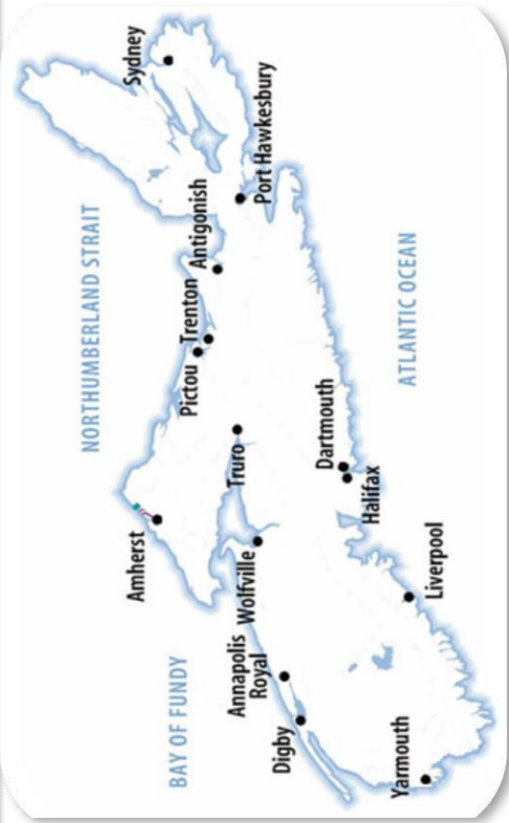 Sydney
Port Hawkesbury
NORTHUMBERLAND STRAIT
Antigonish
Trenton
Pictou
ATLANTIC OCEAN
Truro
Dartmouth
Halifax
Amherst
Wolfville
Liverpool
BAY OF FUNDY
Annapolis
Royal
Digby
Yarmouth